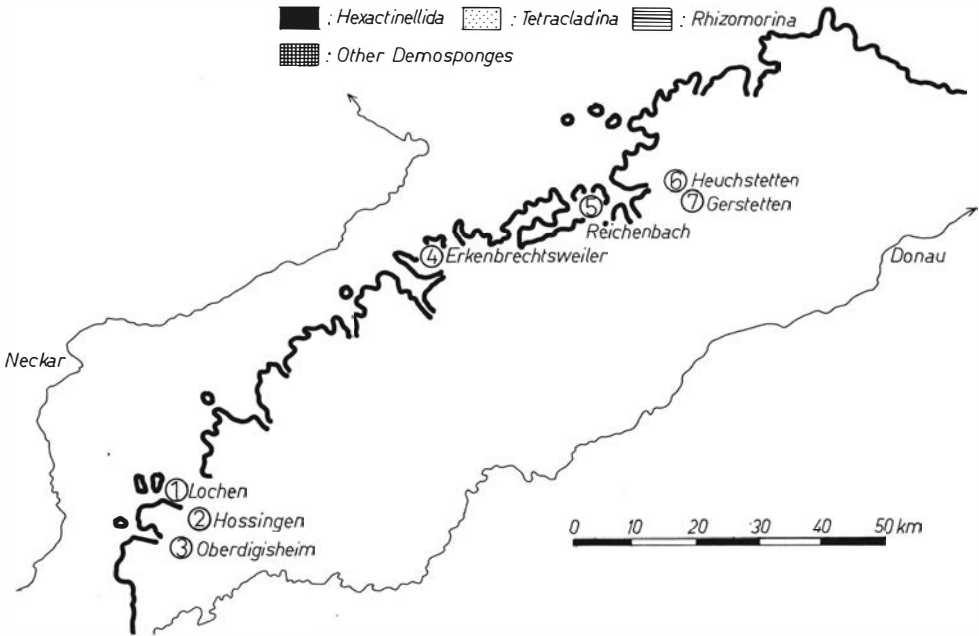 : Hexactinellida : Tetracladina : Rhizomorina
: Other Demosponges
6 Heuchstetten
7 Gerstetten
5
Reichenbach
4 Erkenbrechtsweiler
Donau
Neckar
1 Lochen
2 Hossingen
3 Oberdigisheim
0 10 20 30 40 50 km